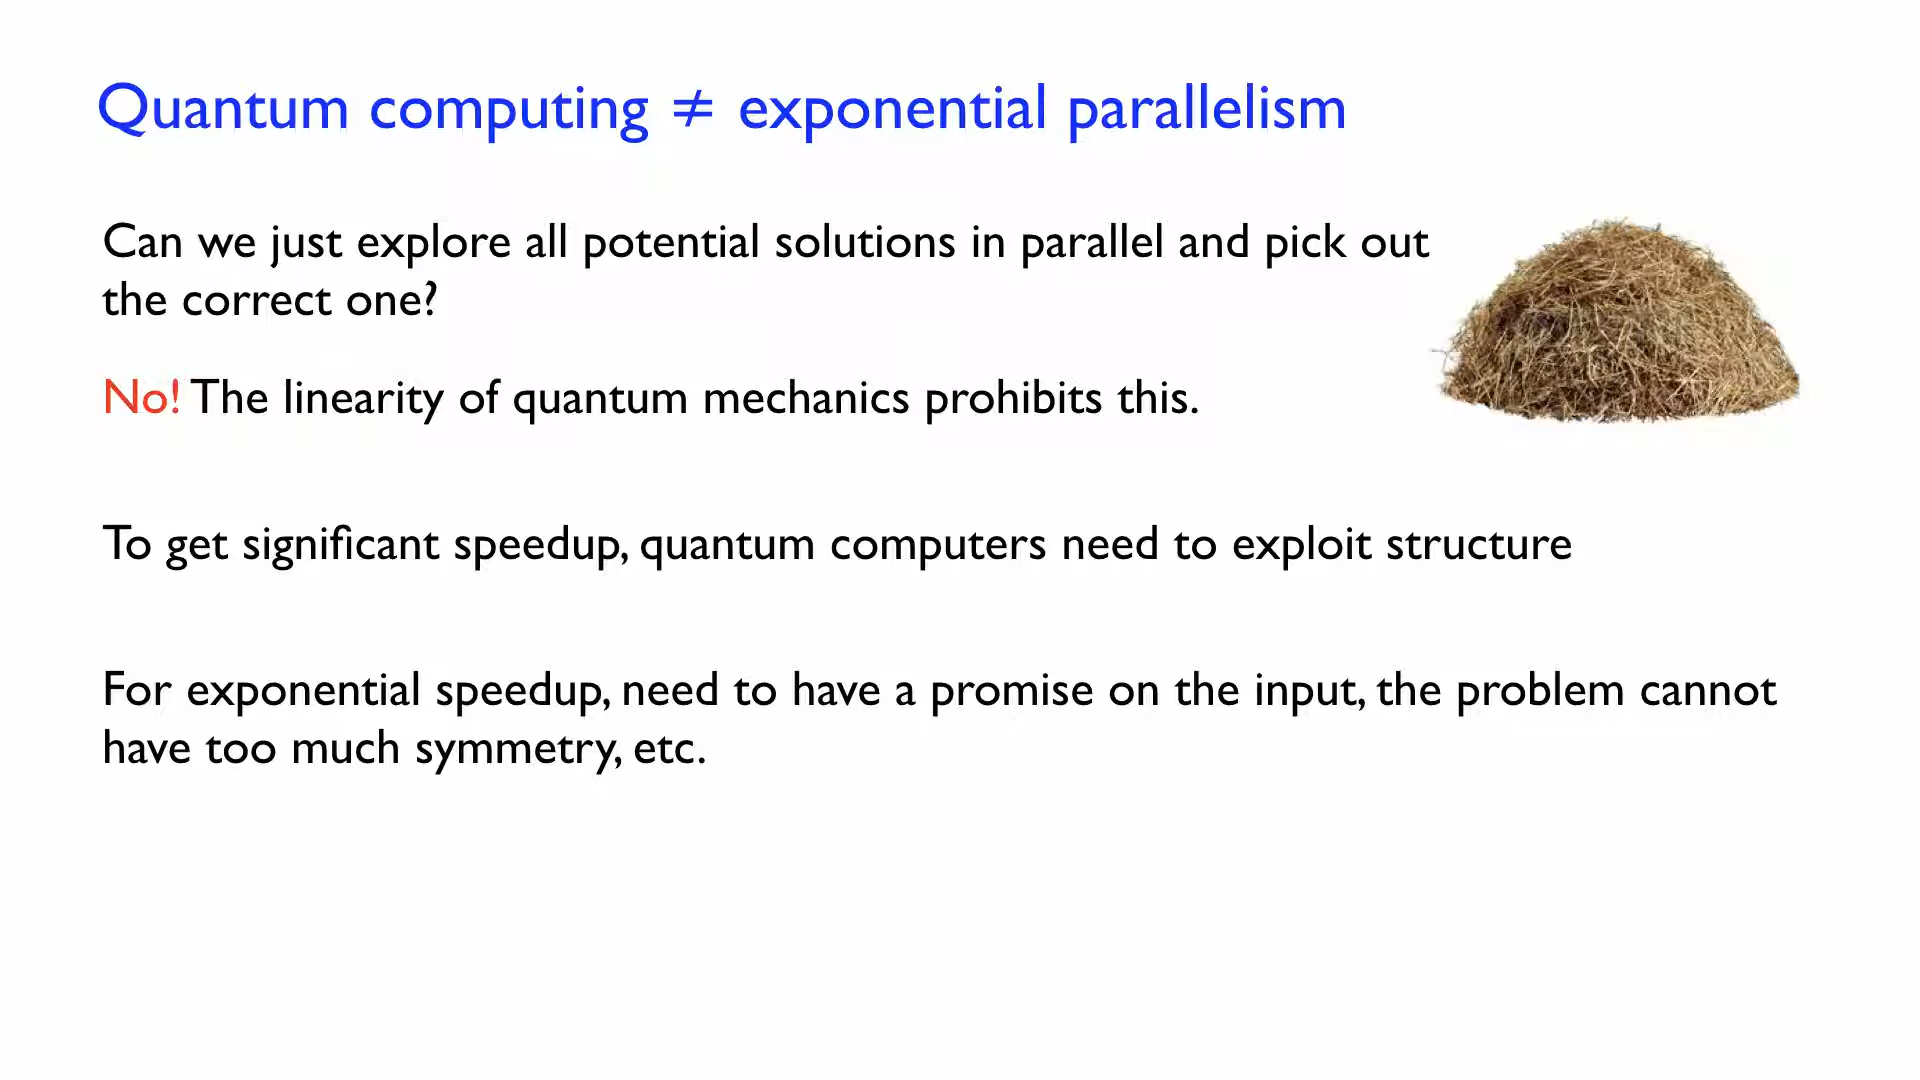 Quantum computing ≠ exponential parallelism
Can we just explore all potential solutions in parallel and pick out
the correct one?
No! The linearity of quantum mechanics prohibits this.
To get significant speedup, quantum computers need to exploit structure
For exponential speedup, need to have a promise on the input, the problem cannot
have too much symmetry, etc.